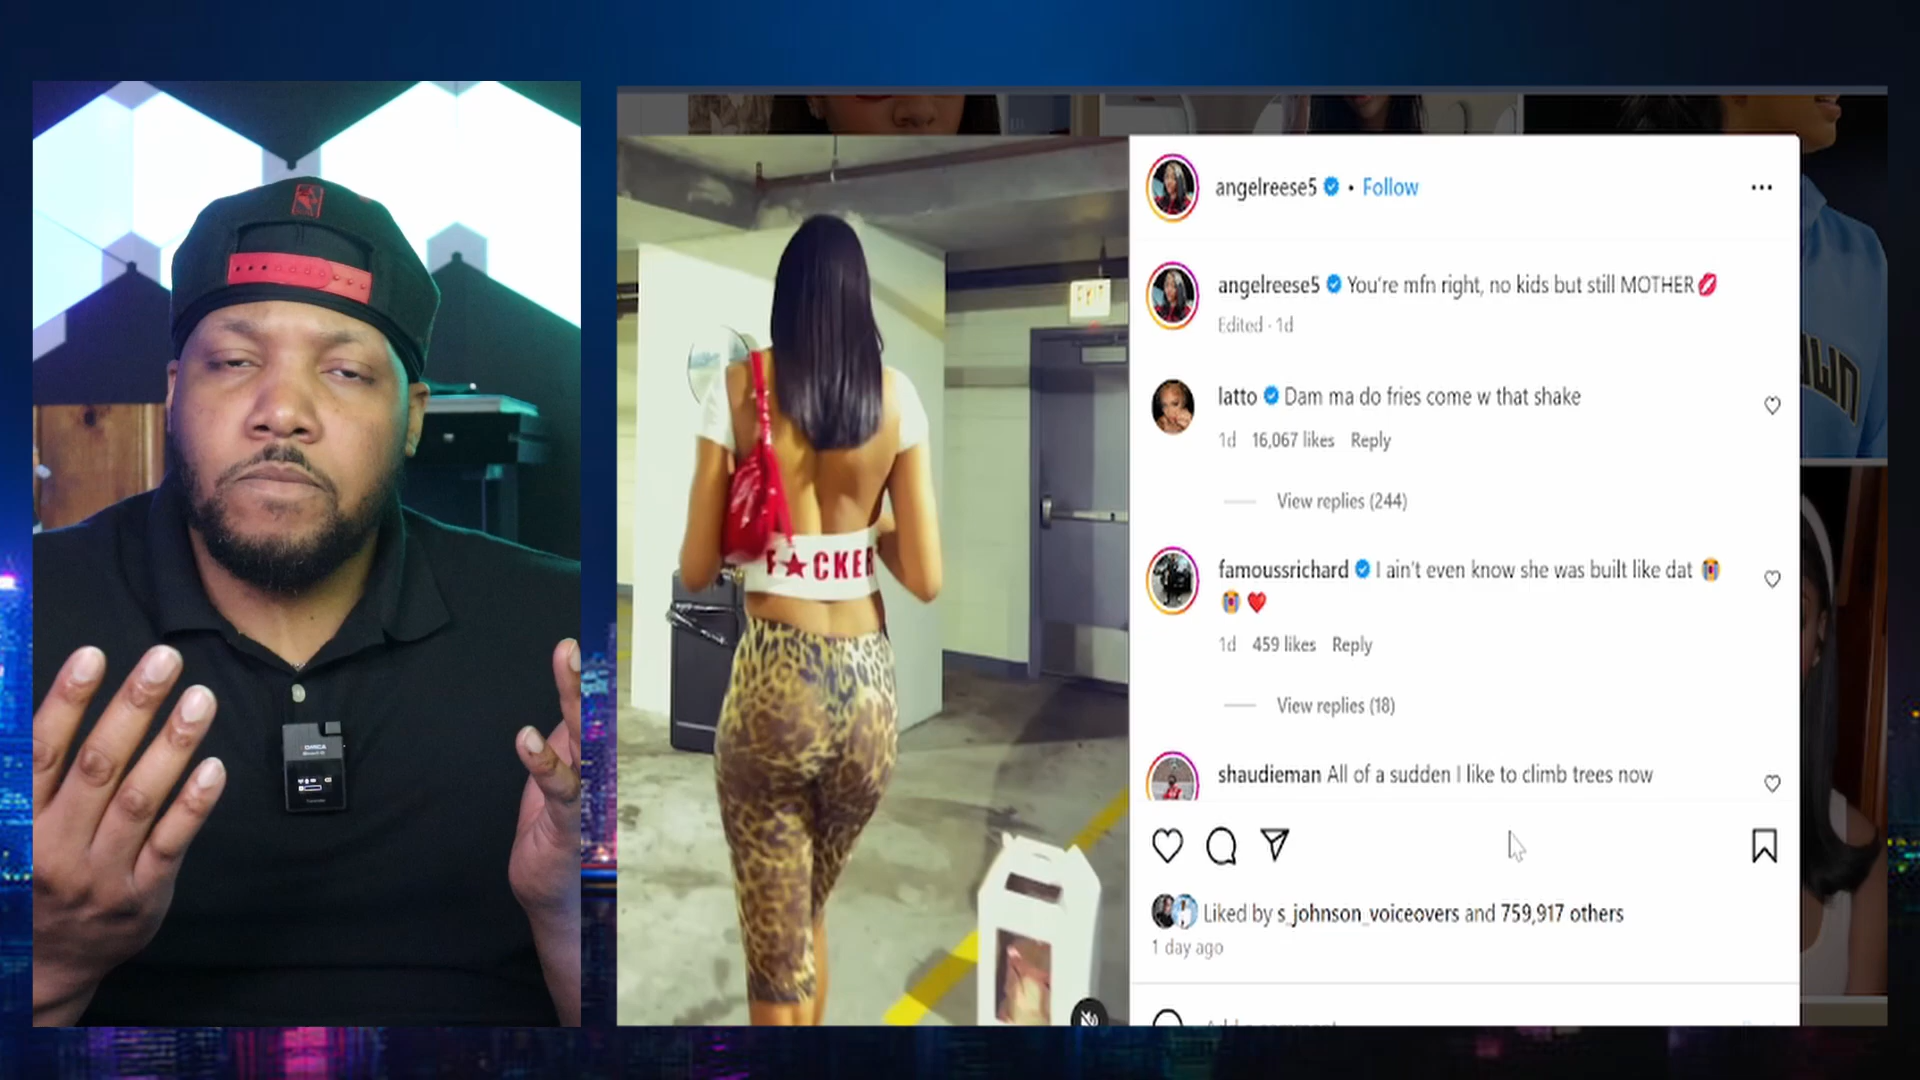 angelreese5 • Follow
angelreese5 You're mfn right, no kids but still MOTHER💋
Edited · 1d
latto Dam ma do fries come w that shake
1d 16,067 likes Reply
View replies (244)
famoussrichard I ain't even know she was built like dat 😭
😭 ❤️
1d 459 likes Reply
View replies (18)
shaudieman All of a sudden I like to climb trees now
Liked by s_johnson_voiceovers and 759,917 others
1 day ago
EXIT
F★CKER